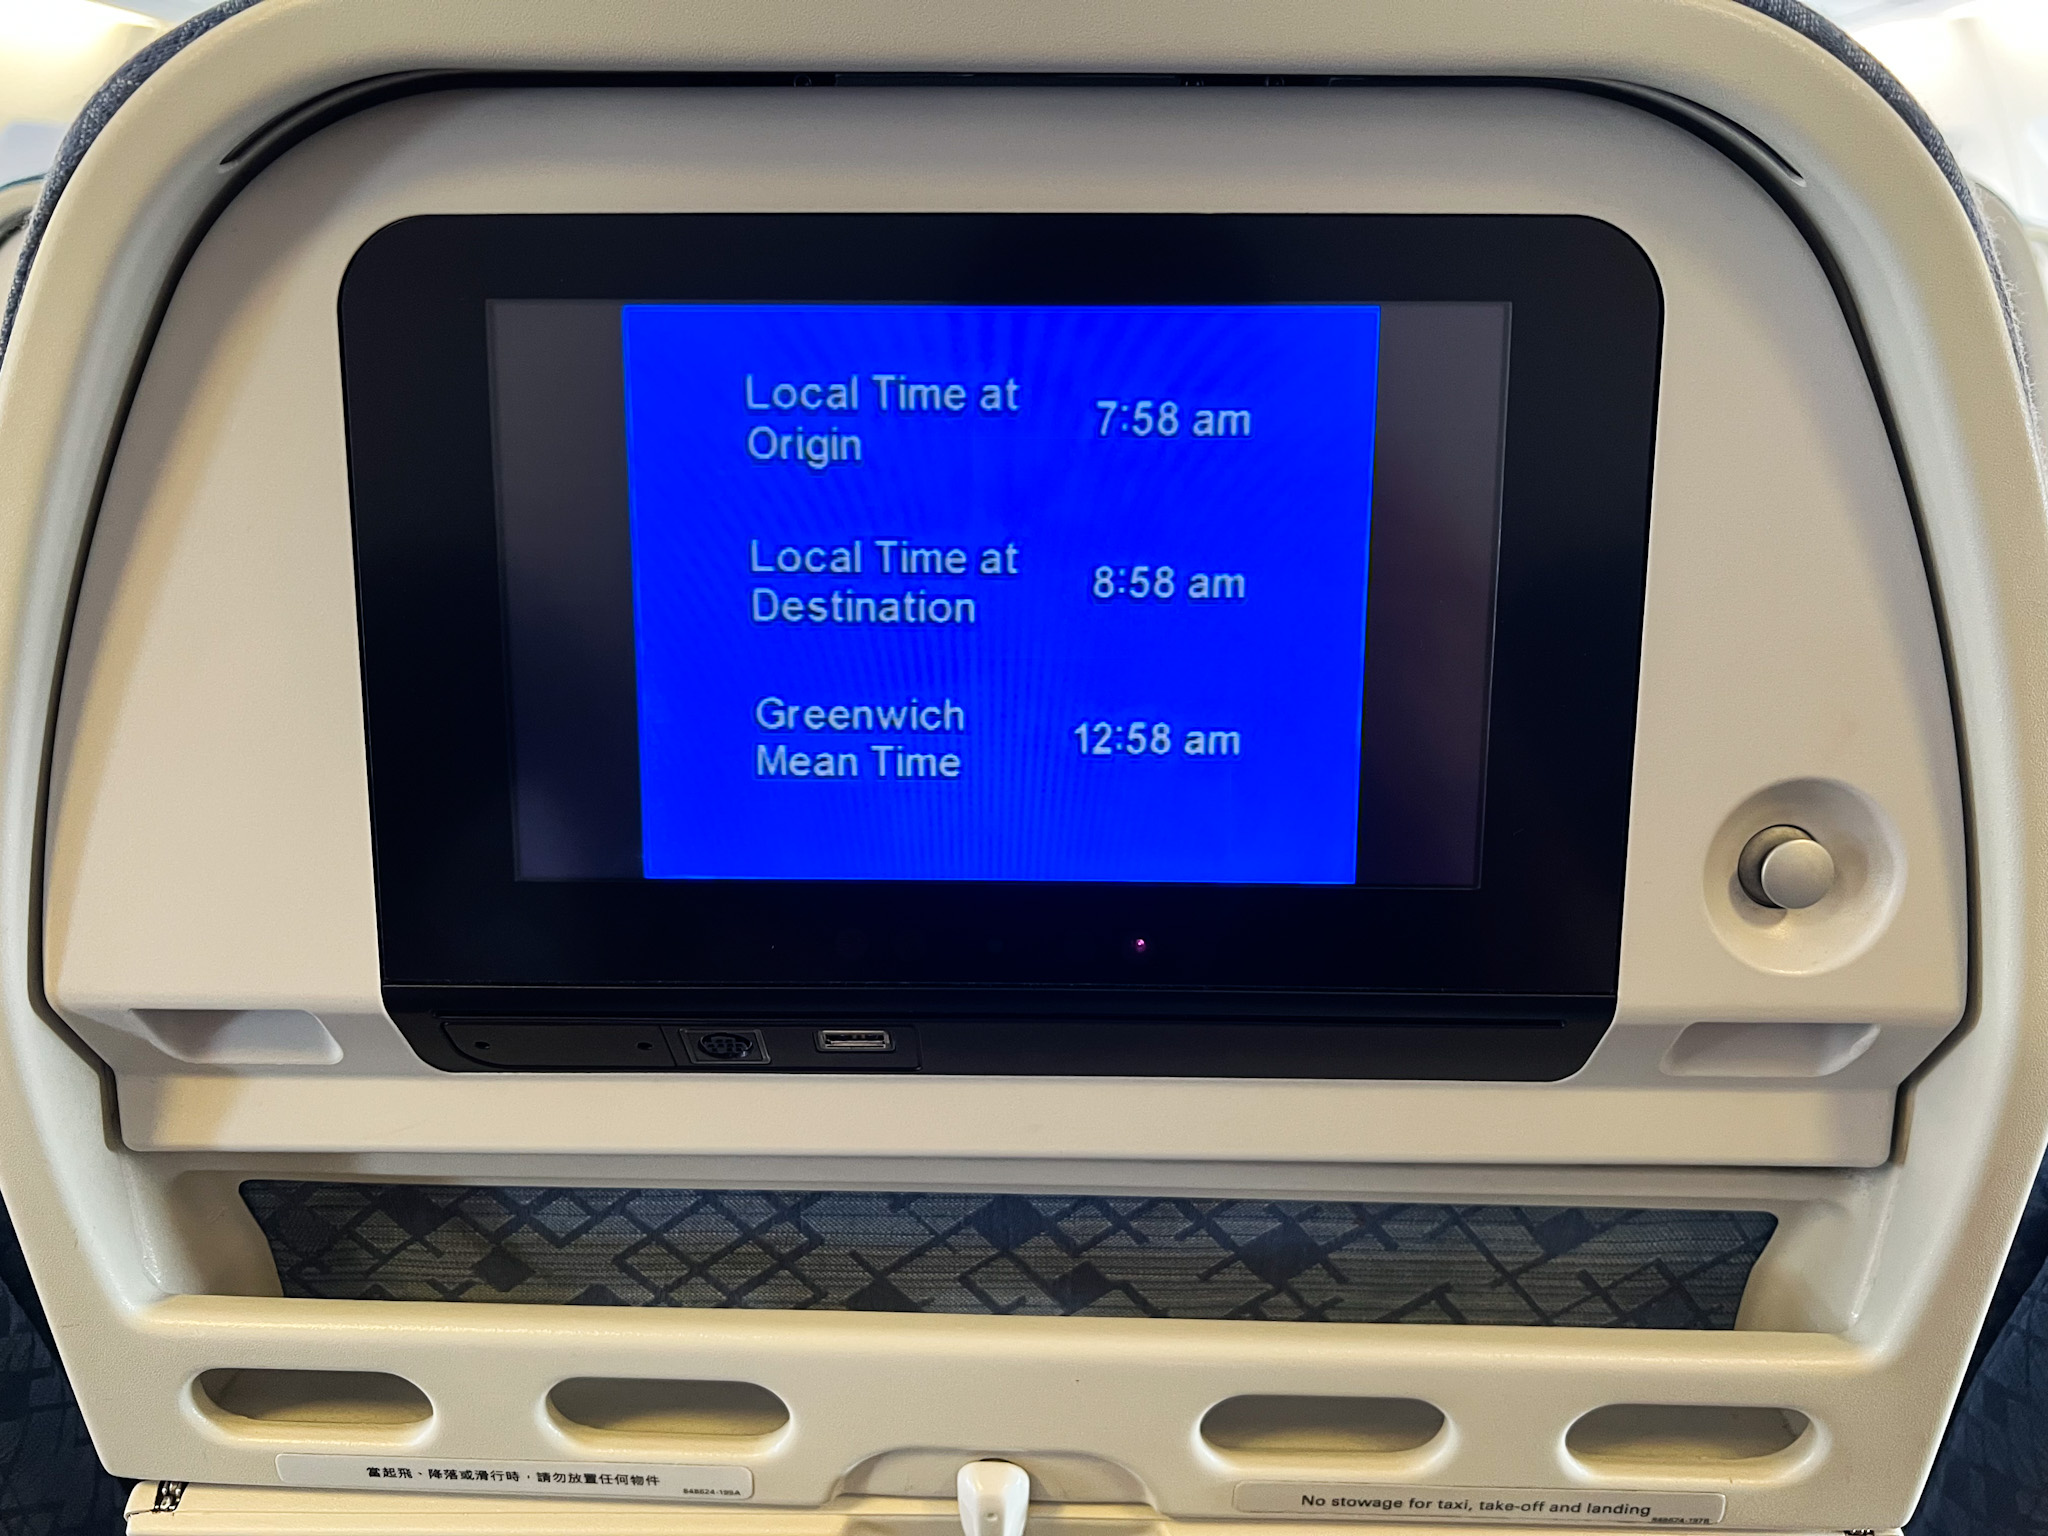 Local Time at
Origin
7:58 am
Local Time at
Destination
8:58 am
Greenwich
Mean Time
12:58 am
當起飛、降落或滑行時，請勿放置任何物件
848624-199A
No stowage for taxi, take-off and landing